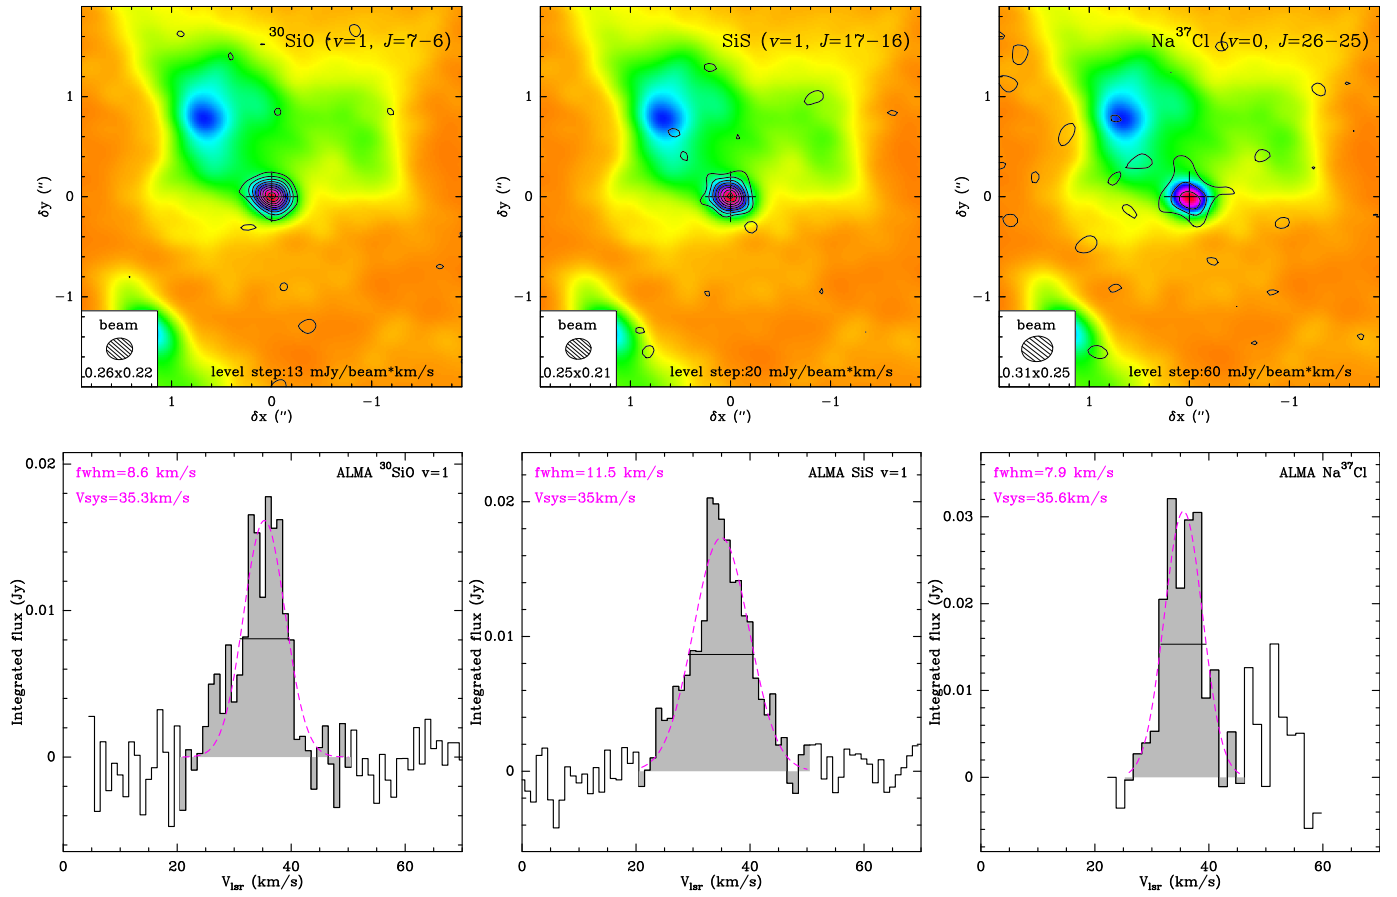 ³⁰SiO (v=1, J=7−6)
1
0
−1
δy (″)
beam
0.26x0.22
level step:13 mJy/beam*km/s
1 0 −1
δx (″)
SiS (v=1, J=17−16)
1
0
−1
δy (″)
beam
0.25x0.21
level step:20 mJy/beam*km/s
1 0 −1
δx (″)
Na³⁷Cl (v=0, J=26−25)
1
0
−1
δy (″)
beam
0.31x0.25
level step:60 mJy/beam*km/s
1 0 −1
δx (″)
fwhm=8.6 km/s
ALMA ³⁰SiO v=1
Vsys=35.3km/s
0.02
0.01
0
Integrated flux (Jy)
0 20 40 60
V_lsr (km/s)
fwhm=11.5 km/s
ALMA SiS v=1
Vsys=35km/s
0.02
0.01
0
Integrated flux (Jy)
0 20 40 60
V_lsr (km/s)
fwhm=7.9 km/s
ALMA Na³⁷Cl
Vsys=35.6km/s
0.03
0.02
0.01
0
Integrated flux (Jy)
0 20 40 60
V_lsr (km/s)